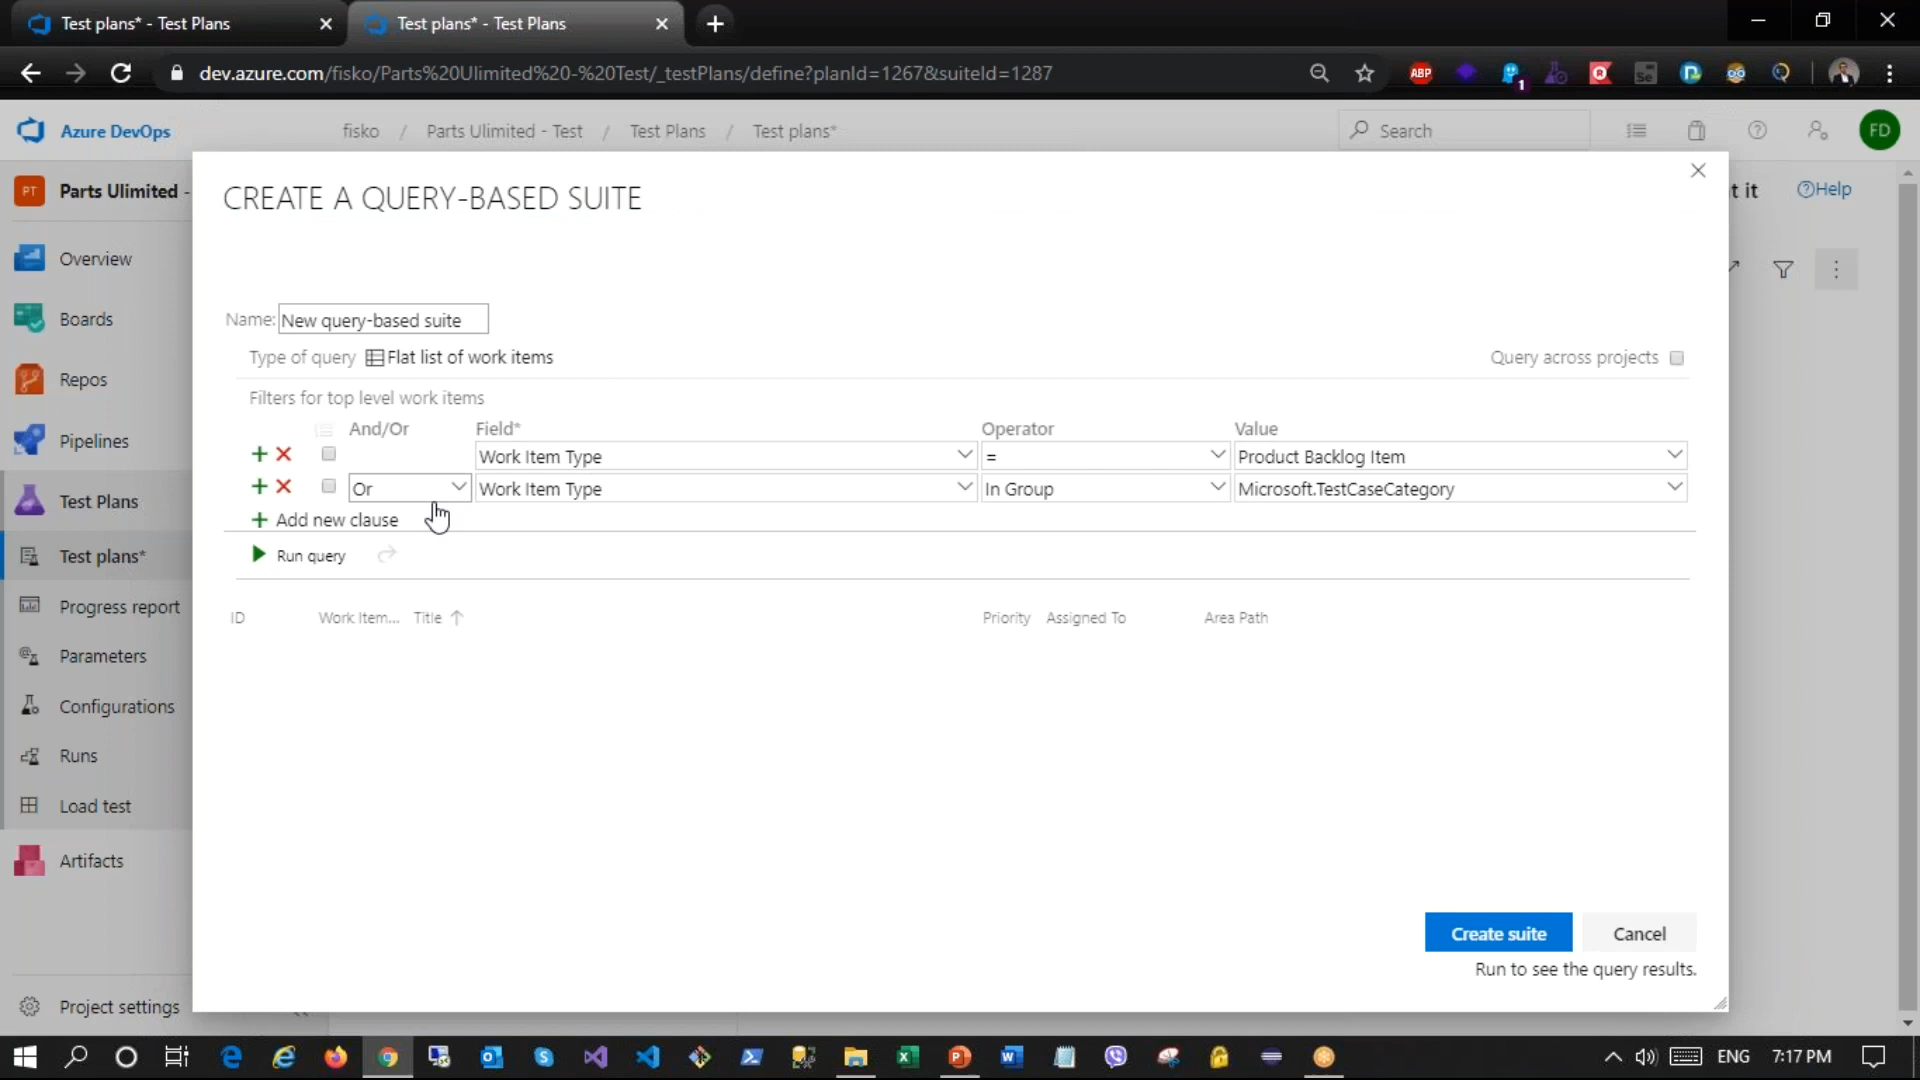 Test plans* - Test Plans
Test plans* - Test Plans
dev.azure.com/fisko/Parts%20Ulimited%20-%20Test/_testPlans/define?planId=1267&suiteId=1287
ABP
1
Azure DevOps
fisko / Parts Ulimited - Test / Test Plans / Test plans*
Search
FD
PT
Parts Ulimited -
t it
Help
Overview
Boards
Repos
Pipelines
Test Plans
Test plans*
Progress report
Parameters
Configurations
Runs
Load test
Artifacts
Project settings
CREATE A QUERY-BASED SUITE
Name: New query-based suite
Type of query Flat list of work items
Query across projects
Filters for top level work items
And/Or Field* Operator Value
Work Item Type = Product Backlog Item
Or Work Item Type In Group Microsoft.TestCaseCategory
+ Add new clause
Run query
ID Work Item... Title Priority Assigned To Area Path
Create suite
Cancel
Run to see the query results.
ENG
7:17 PM